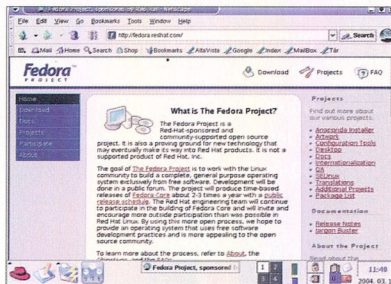 Fedora Project, sponsored by Red Hat - Netscape
File Edit View Go Bookmarks Tools Window Help
http://fedora.redhat.com/
Search
Mail Home Search Shop Bookmarks AltaVista Google Index MailBox
Fedora
PROJECT
Download Projects FAQ
Home
Download
Docs
Projects
Participate
About
What is The Fedora Project?
The Fedora Project is a
Red-Hat-sponsored and
community-supported open source
project. It is also a proving ground for new technology that
may eventually make its way into Red Hat products. It is not a
supported product of Red Hat, Inc.
The goal of The Fedora Project is to work with the Linux
community to build a complete, general purpose operating
system exclusively from free software. Development will be
done in a public forum. The project will produce time-based
releases of Fedora Core about 2-3 times a year with a public
release schedule. The Red Hat engineering team will continue
to participate in the building of Fedora Core and will invite and
encourage more outside participation than was possible in
Red Hat Linux. By using this more open process, we hope to
provide an operating system that uses free software
development practices and is more appealing to the open
source community.
To learn more about the process, refer to About, the
Projects
Find out more about
our various projects.
Anaconda Installer
Artwork
Configuration Tools
Desktop
Docs
Internationalization
QA
SELinux
Translations
Additional Projects
Package List
Documentation
Release Notes
Jargon Buster
About the Project
Read about the
Fedora Project, sponsored
1 2
3 4
11:40
2004. 03. 1